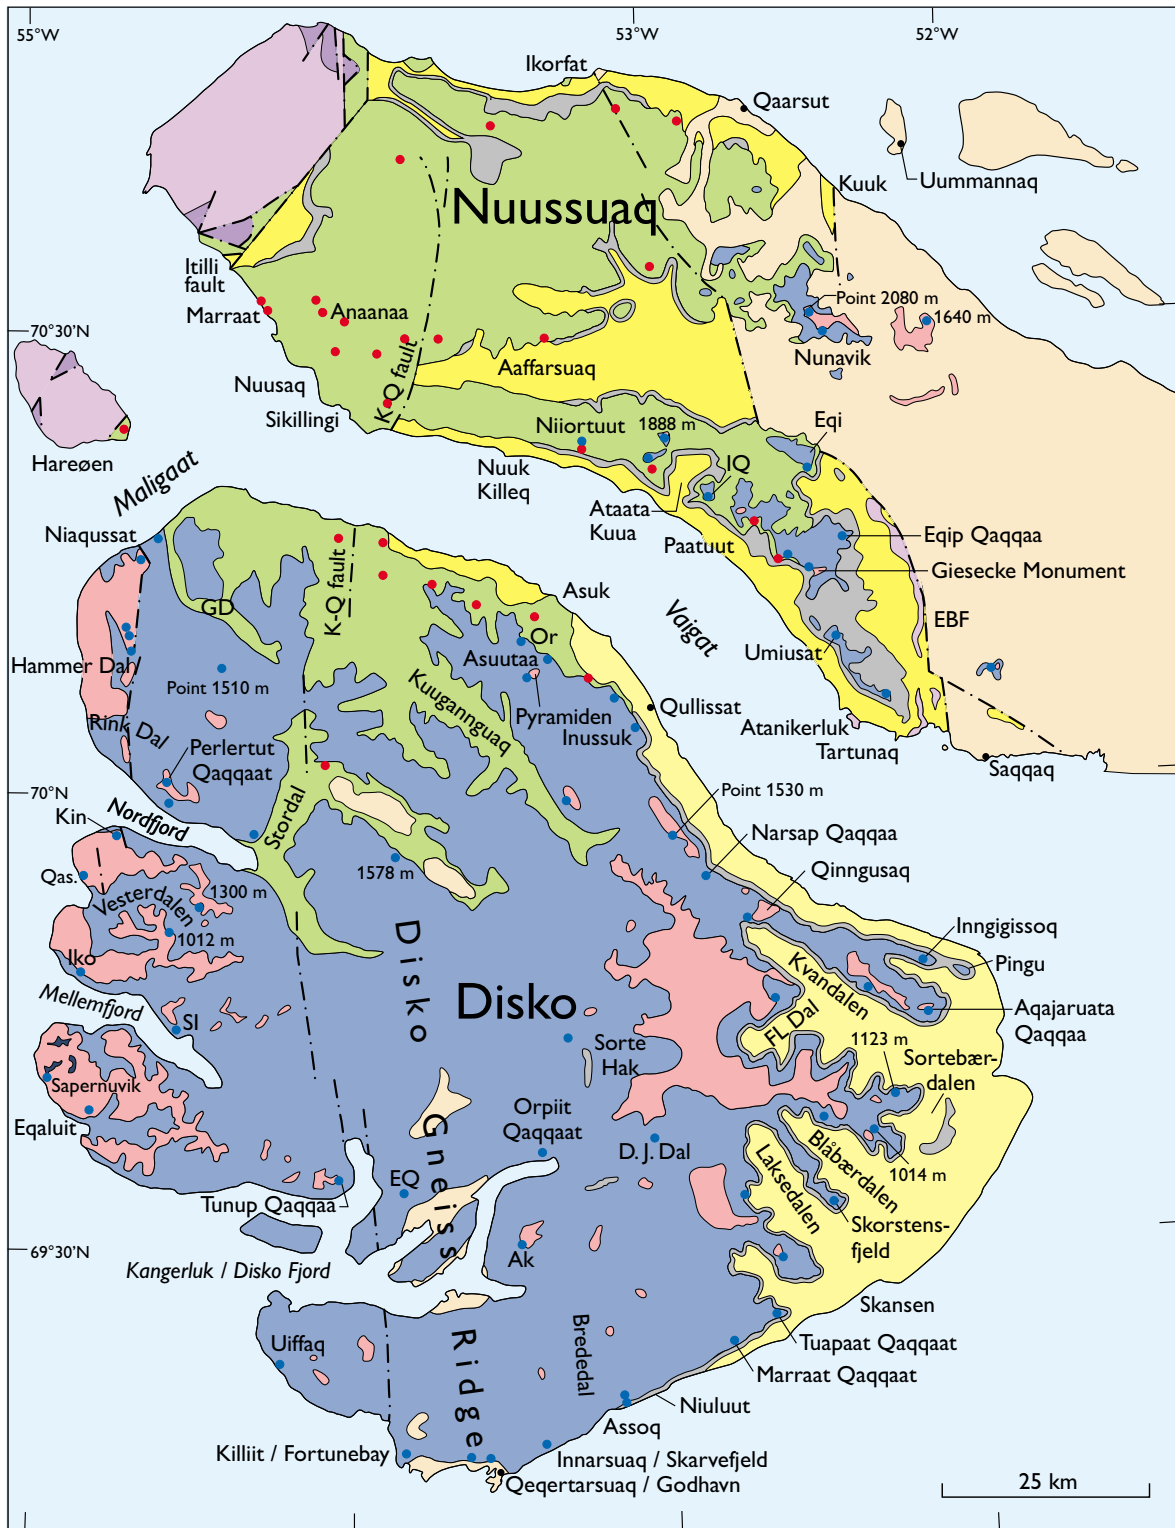 55°W
53°W
52°W
Ikorfat
Qaarsut
Uummannaq
Kuuk
Nuussuaq
Itilli
fault
Marraat
Anaanaa
Point 2080 m
1640 m
70°30'N
Nunavik
K-Q fault
Aaffarsuaq
Nuusaq
Sikillingi
Niiortuut
1888 m
Eqi
Hareøen
Maligaat
Nuuk
Killeq
IQ
Ataata
Kuua
Paatuut
Niaqussat
Eqip Qaqqaa
Giesecke Monument
K-Q fault
Asuk
GD
EBF
Vaigat
Or
Asuutaa
Umiusat
Hammer Dal
Point 1510 m
Kuugannguaq
Pyramiden
Inussuk
Qullissat
Atanikerluk
Tartunaq
Rink Dal
Perlertut
Qaqqaat
Saqqaq
Point 1530 m
70°N
Nordfjord
Kin
Stordal
Narsap Qaqqaa
Qas.
1578 m
Qinngusaq
1300 m
Vesterdalen
1012 m
Inngigissoq
Iko
Disko
Kvandalen
Pingu
Mellemfjord
Disko
Aqajaruata
Qaqqaa
SI
FL Dal
1123 m
Sorte
Hak
Sortebær-
dalen
Sapernuvik
Orpiit
Qaqqaat
Eqaluit
Gneiss
D. J. Dal
Blåbærdalen
1014 m
Laksedalen
Tunup Qaqqaa
EQ
Skorstens-
fjeld
69°30'N
Ak
Kangerluk / Disko Fjord
Skansen
Uiffaq
Ridge
Brededal
Tuapaat Qaqqaat
Marraat Qaqqaat
Niuluut
Assoq
Killiit / Fortunebay
Innarsuaq / Skarvefjeld
Qeqertarsuaq / Godhavn
25 km